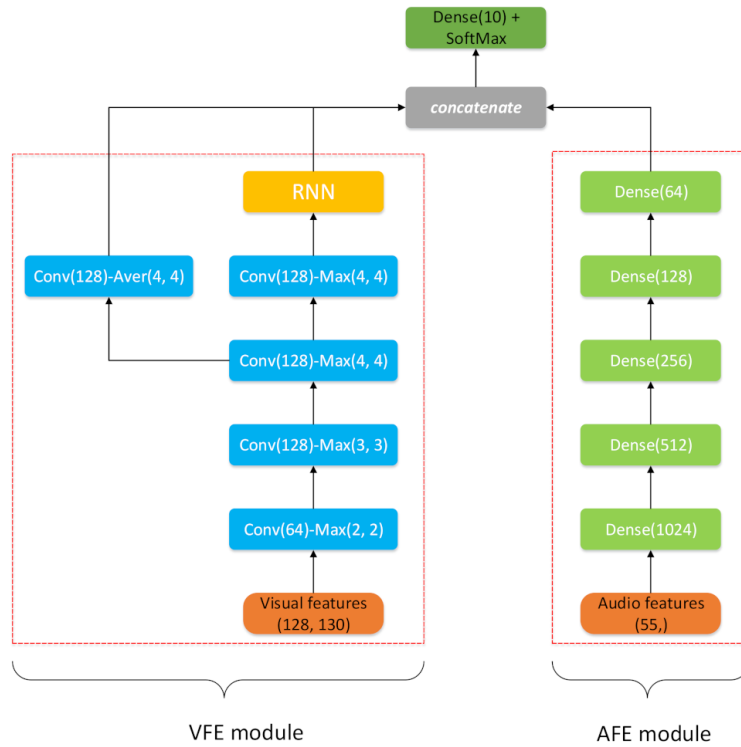 Dense(10) +
SoftMax
concatenate
RNN
Conv(128)-Aver(4, 4)
Conv(128)-Max(4, 4)
Conv(128)-Max(4, 4)
Conv(128)-Max(3, 3)
Conv(64)-Max(2, 2)
Visual features
(128, 130)
VFE module
Dense(64)
Dense(128)
Dense(256)
Dense(512)
Dense(1024)
Audio features
(55,)
AFE module